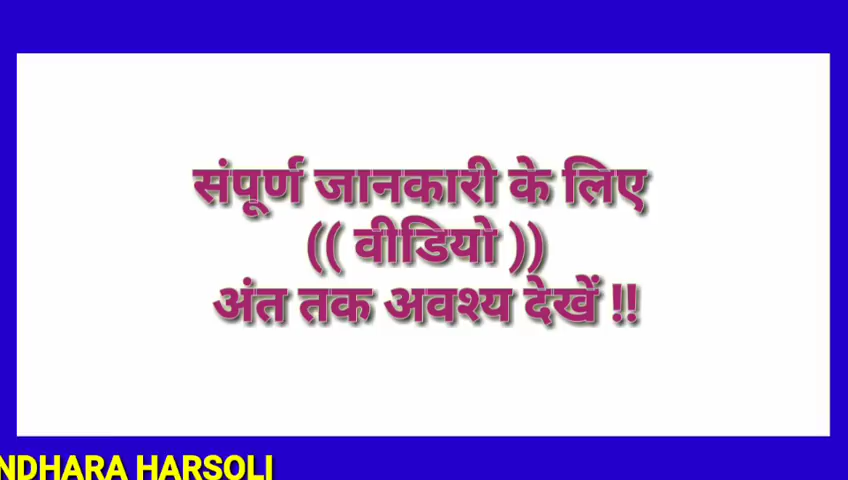 संपूर्ण जानकारी के लिए
(( वीडियो ))
अंत तक अवश्य देखें !!
NDHARA HARSOLI